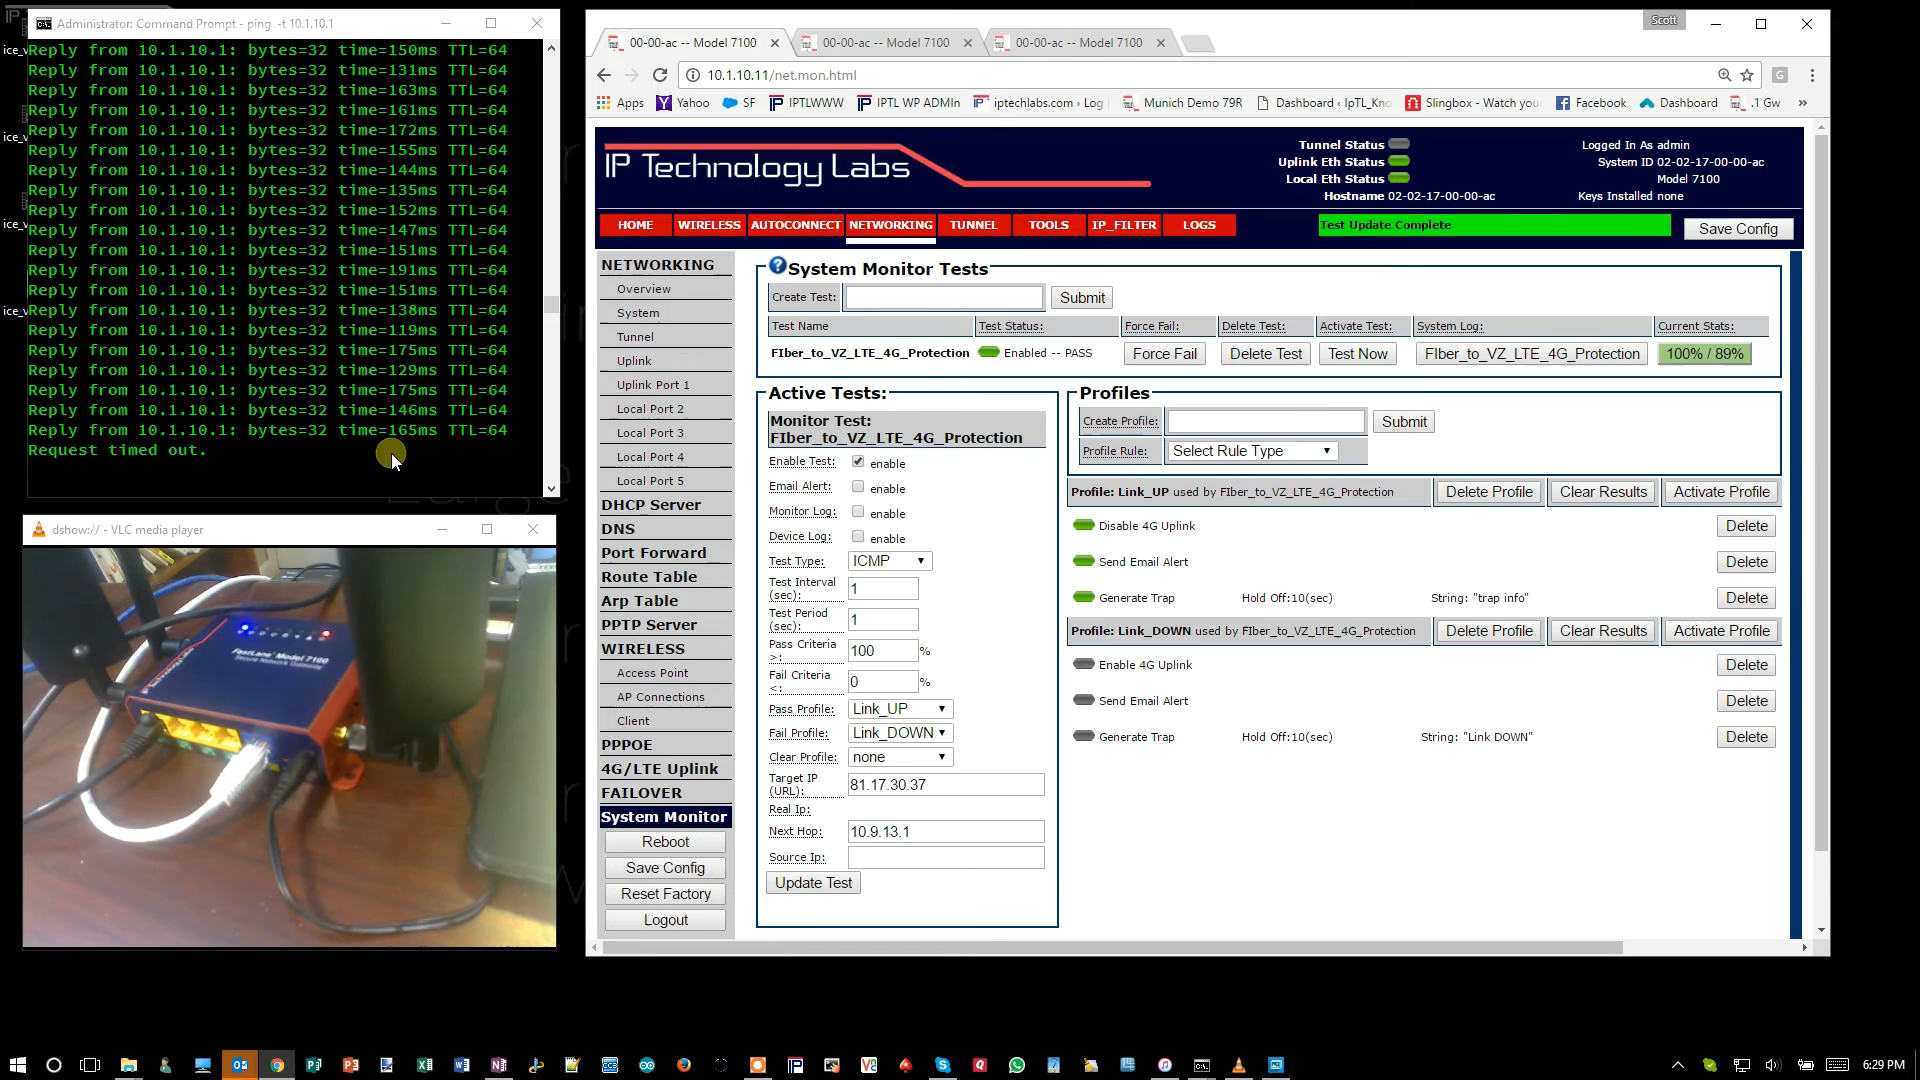 Administrator: Command Prompt - ping -t 10.1.10.1
Reply from 10.1.10.1: bytes=32 time=150ms TTL=64
Reply from 10.1.10.1: bytes=32 time=131ms TTL=64
Reply from 10.1.10.1: bytes=32 time=163ms TTL=64
Reply from 10.1.10.1: bytes=32 time=161ms TTL=64
Reply from 10.1.10.1: bytes=32 time=172ms TTL=64
Reply from 10.1.10.1: bytes=32 time=155ms TTL=64
Reply from 10.1.10.1: bytes=32 time=144ms TTL=64
Reply from 10.1.10.1: bytes=32 time=135ms TTL=64
Reply from 10.1.10.1: bytes=32 time=152ms TTL=64
Reply from 10.1.10.1: bytes=32 time=147ms TTL=64
Reply from 10.1.10.1: bytes=32 time=151ms TTL=64
Reply from 10.1.10.1: bytes=32 time=191ms TTL=64
Reply from 10.1.10.1: bytes=32 time=151ms TTL=64
Reply from 10.1.10.1: bytes=32 time=138ms TTL=64
Reply from 10.1.10.1: bytes=32 time=119ms TTL=64
Reply from 10.1.10.1: bytes=32 time=175ms TTL=64
Reply from 10.1.10.1: bytes=32 time=129ms TTL=64
Reply from 10.1.10.1: bytes=32 time=175ms TTL=64
Reply from 10.1.10.1: bytes=32 time=146ms TTL=64
Reply from 10.1.10.1: bytes=32 time=165ms TTL=64
Request timed out.
ice_v
ice_v
ice_v
ice_v
dshow:// - VLC media player
FastLane Model 7100
Secure Network Gateway
Scott
00-00-ac -- Model 7100
00-00-ac -- Model 7100
00-00-ac -- Model 7100
10.1.10.11/net.mon.html
Apps Yahoo SF IPTLWWW IPTL WP ADMIn iptechlabs.com › Log Munich Demo 79R Dashboard ‹ IpTL_Kno Slingbox - Watch your Facebook Dashboard .1 Gw »
IP Technology Labs
Tunnel Status
Uplink Eth Status
Local Eth Status
Hostname 02-02-17-00-00-ac
Logged In As admin
System ID 02-02-17-00-00-ac
Model 7100
Keys Installed none
HOME WIRELESS AUTOCONNECT NETWORKING TUNNEL TOOLS IP_FILTER LOGS
Test Update Complete
Save Config
NETWORKING
Overview
System
Tunnel
Uplink
Uplink Port 1
Local Port 2
Local Port 3
Local Port 4
Local Port 5
DHCP Server
DNS
Port Forward
Route Table
Arp Table
PPTP Server
WIRELESS
Access Point
AP Connections
Client
PPPOE
4G/LTE Uplink
FAILOVER
System Monitor
Reboot
Save Config
Reset Factory
Logout
?System Monitor Tests
Create Test: Submit
Test Name Test Status: Force Fail: Delete Test: Activate Test: System Log: Current Stats:
FIber_to_VZ_LTE_4G_Protection Enabled -- PASS Force Fail Delete Test Test Now FIber_to_VZ_LTE_4G_Protection 100% / 89%
Active Tests:
Monitor Test:
FIber_to_VZ_LTE_4G_Protection
Enable Test: enable
Email Alert: enable
Monitor Log: enable
Device Log: enable
Test Type: ICMP
Test Interval (sec): 1
Test Period (sec): 1
Pass Criteria >: 100 %
Fail Criteria <: 0 %
Pass Profile: Link_UP
Fail Profile: Link_DOWN
Clear Profile: none
Target IP (URL): 81.17.30.37
Real Ip:
Next Hop: 10.9.13.1
Source Ip:
Update Test
Profiles
Create Profile: Submit
Profile Rule: Select Rule Type
Profile: Link_UP used by FIber_to_VZ_LTE_4G_Protection Delete Profile Clear Results Activate Profile
Disable 4G Uplink Delete
Send Email Alert Delete
Generate Trap Hold Off:10(sec) String: "trap info" Delete
Profile: Link_DOWN used by FIber_to_VZ_LTE_4G_Protection Delete Profile Clear Results Activate Profile
Enable 4G Uplink Delete
Send Email Alert Delete
Generate Trap Hold Off:10(sec) String: "Link DOWN" Delete
6:29 PM